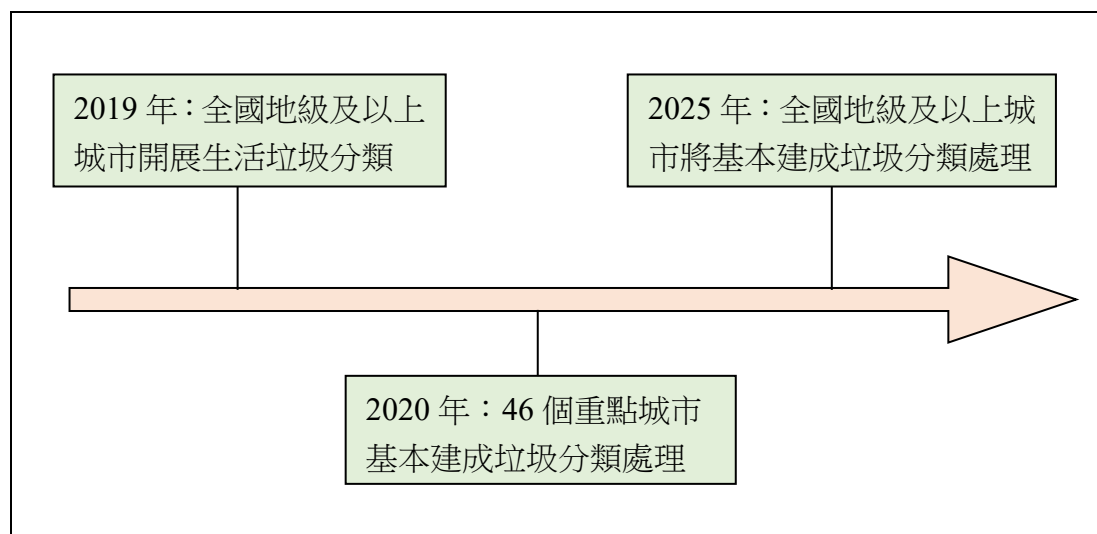 2019 年：全國地級及以上
城市開展生活垃圾分類
2025 年：全國地級及以上城
市將基本建成垃圾分類處理
2020 年：46 個重點城市
基本建成垃圾分類處理